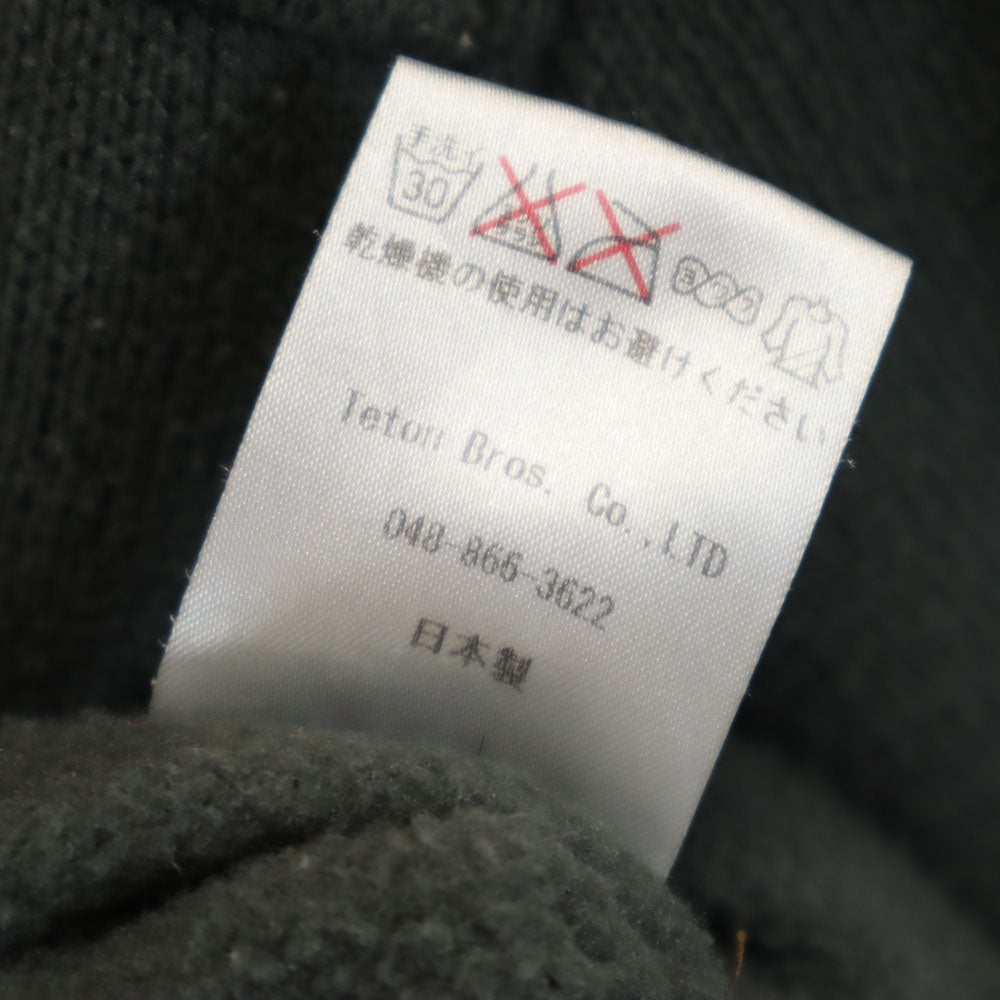 手洗イ
30
乾燥機の使用はお避けください
Teton Bros. Co.,LTD
048-866-3622
日本製